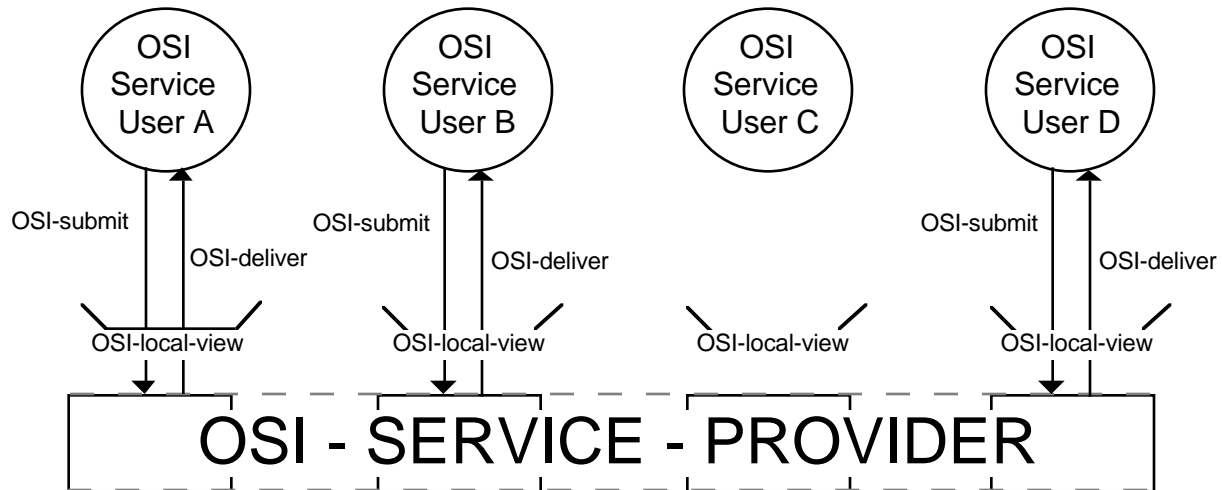 OSI
Service
User A
OSI
Service
User B
OSI
Service
User C
OSI
Service
User D
OSI-submit
OSI-deliver
OSI-submit
OSI-deliver
OSI-submit
OSI-deliver
OSI-local-view
OSI-local-view
OSI-local-view
OSI-local-view
OSI - SERVICE - PROVIDER